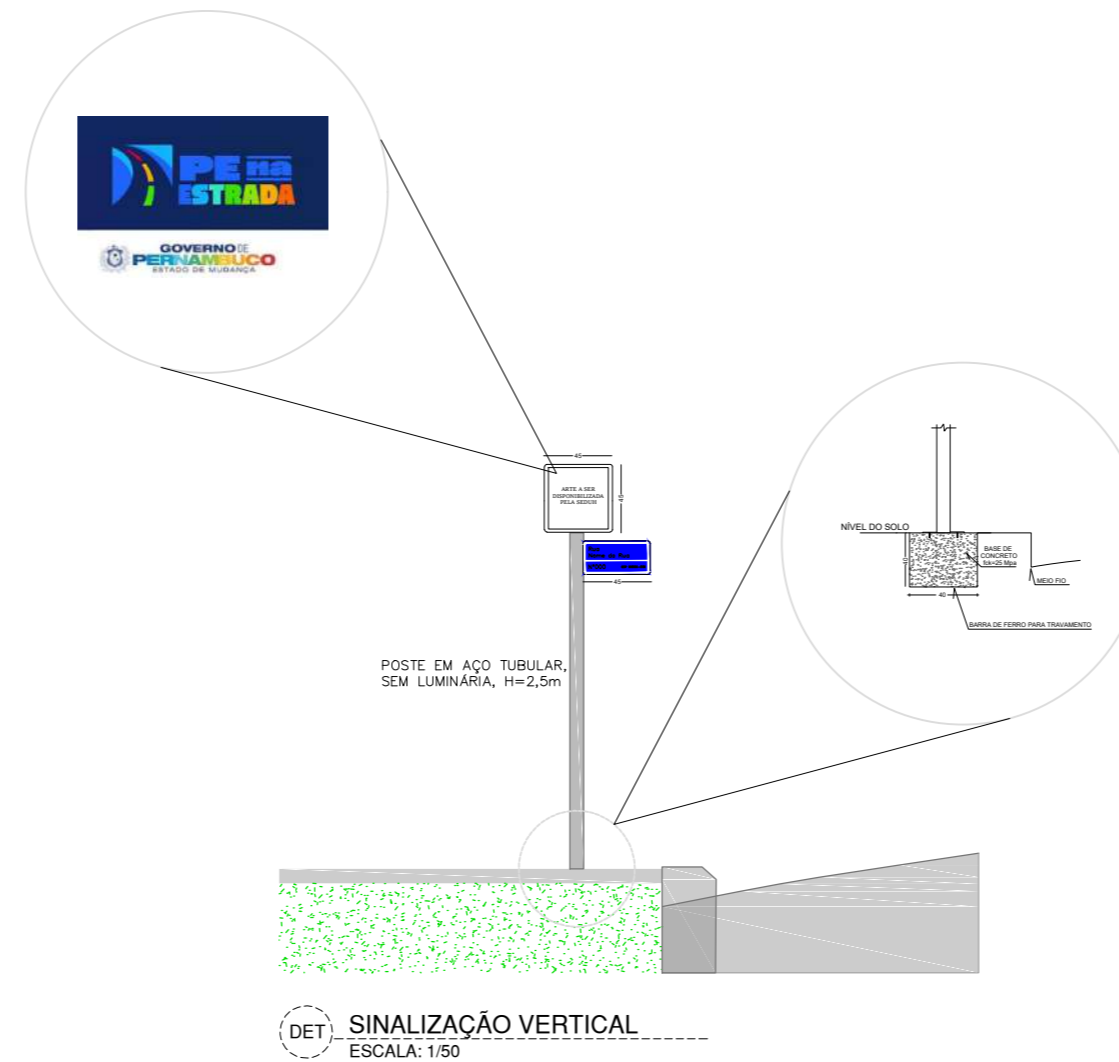 PE na
ESTRADA
GOVERNO DE
PERNAMBUCO
ESTADO DE MUDANÇA
45
ARTE A SER
DISPONIBILIZADA
PELA SEDUH
45
45
POSTE EM AÇO TUBULAR,
SEM LUMINÁRIA, H=2,5m
NÍVEL DO SOLO
40
BASE DE
CONCRETO
fck=25 Mpa
MEIO FIO
40
BARRA DE FERRO PARA TRAVAMENTO
DET
SINALIZAÇÃO VERTICAL
ESCALA: 1/50